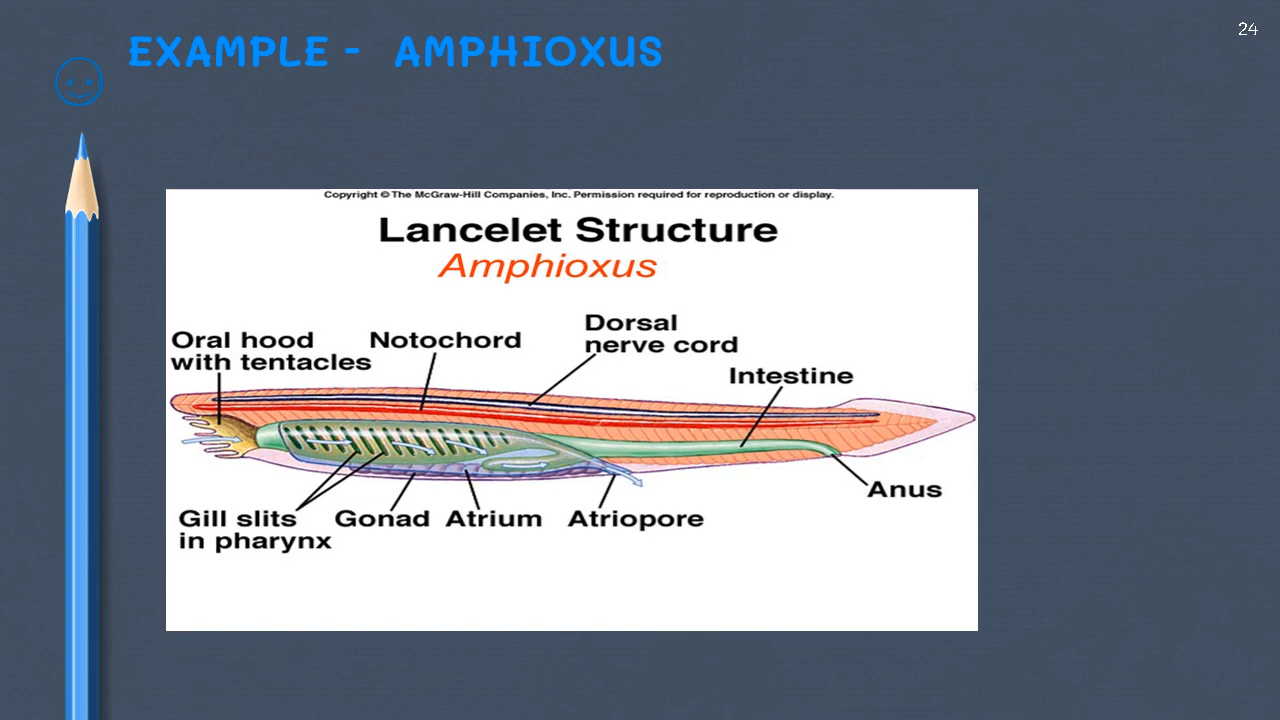 24
EXAMPLE - AMPHIOXUS
Copyright © The McGraw-Hill Companies, Inc. Permission required for reproduction or display.
Lancelet Structure
Amphioxus
Oral hood
with tentacles
Notochord
Dorsal
nerve cord
Intestine
Anus
Gill slits
in pharynx
Gonad
Atrium
Atriopore